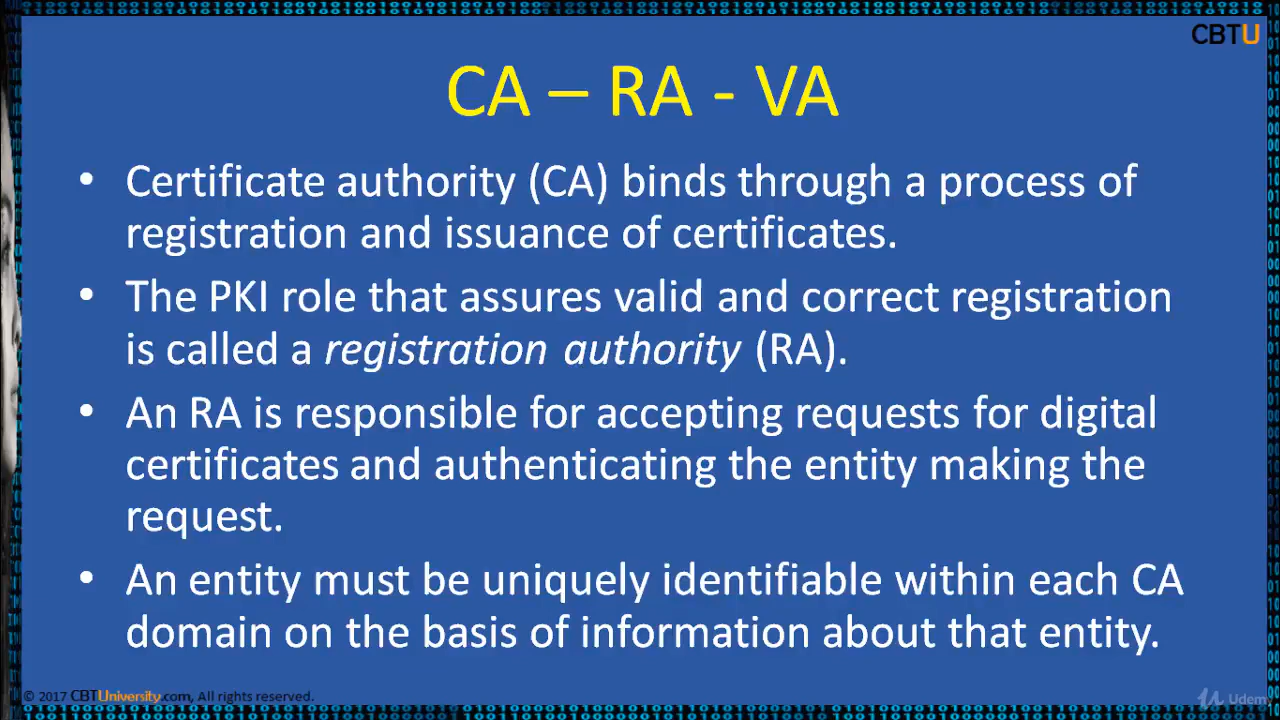 CBTU
CA – RA - VA
• Certificate authority (CA) binds through a process of
registration and issuance of certificates.
• The PKI role that assures valid and correct registration
is called a registration authority (RA).
• An RA is responsible for accepting requests for digital
certificates and authenticating the entity making the
request.
• An entity must be uniquely identifiable within each CA
domain on the basis of information about that entity.
© 2017 CBTUniversity.com, All rights reserved.